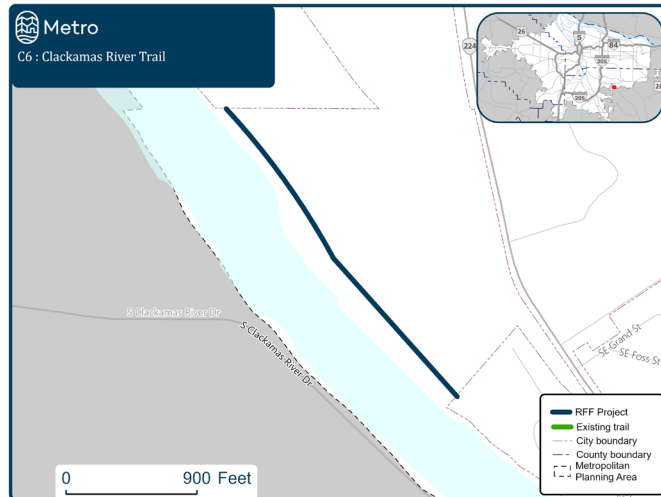 Metro
C6 : Clackamas River Trail
26
5
84
224
205
205
S Clackamas River Dr
S Clackamas River Dr
SE Grand St
SE Foss St
RFF Project
Existing trail
City boundary
County boundary
Metropolitan
Planning Area
0 900 Feet